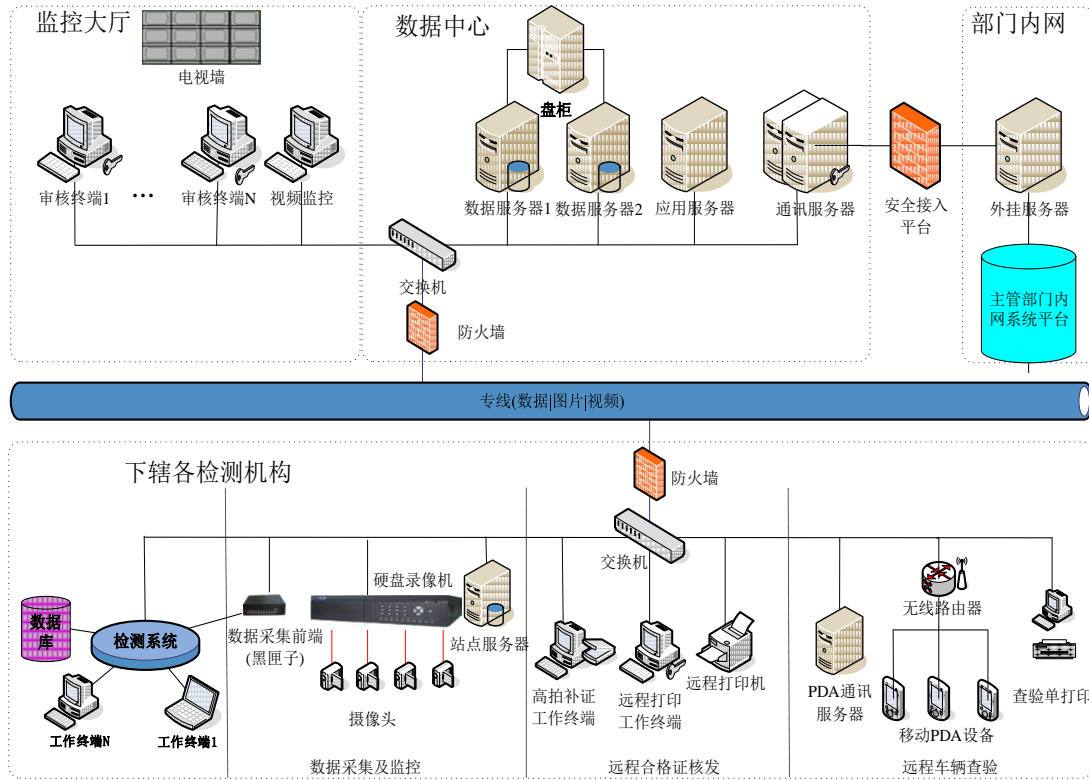 监控大厅
数据中心
部门内网
电视墙
盘柜
审核终端1
...
审核终端N
视频监控
数据服务器1
数据服务器2
应用服务器
通讯服务器
安全接入
平台
外挂服务器
交换机
防火墙
主管部门内
网系统平台
专线(数据|图片|视频)
下辖各检测机构
防火墙
交换机
硬盘录像机
无线路由器
数据
库
检测系统
数据采集前端
(黑匣子)
站点服务器
摄像头
高拍补证
工作终端
远程打印
工作终端
远程打印机
PDA通讯
服务器
移动PDA设备
查验单打印
工作终端N
工作终端1
数据采集及监控
远程合格证核发
远程车辆查验